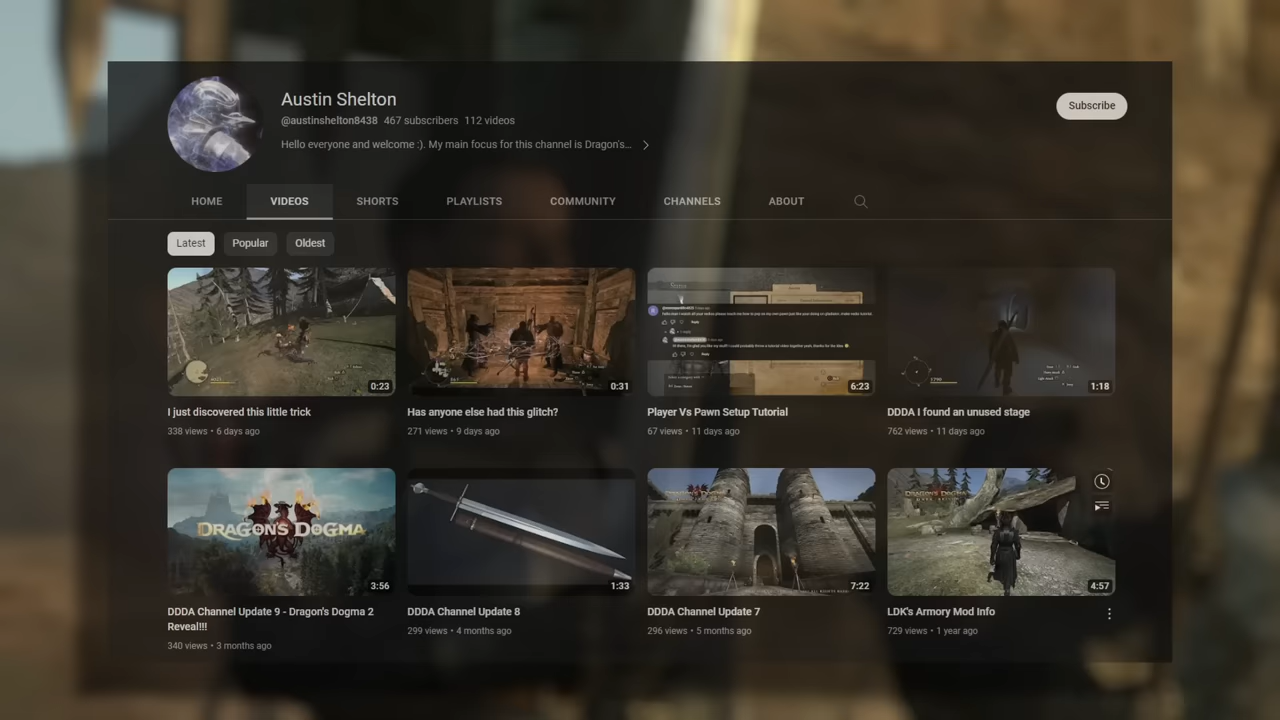 Austin Shelton
Subscribe
@austinshelton8438 467 subscribers 112 videos
Hello everyone and welcome :). My main focus for this channel is Dragon's...
HOME VIDEOS SHORTS PLAYLISTS COMMUNITY CHANNELS ABOUT
Latest Popular Oldest
0:23 0:31 6:23 1:18
I just discovered this little trick
338 views • 6 days ago
Has anyone else had this glitch?
271 views • 9 days ago
Player Vs Pawn Setup Tutorial
67 views • 11 days ago
DDDA I found an unused stage
762 views • 11 days ago
DRAGON'S DOGMA
3:56 1:33 7:22 4:57
DDDA Channel Update 9 - Dragon's Dogma 2
Reveal!!!
340 views • 3 months ago
DDDA Channel Update 8
299 views • 4 months ago
DDDA Channel Update 7
296 views • 5 months ago
LDK's Armory Mod Info
729 views • 1 year ago